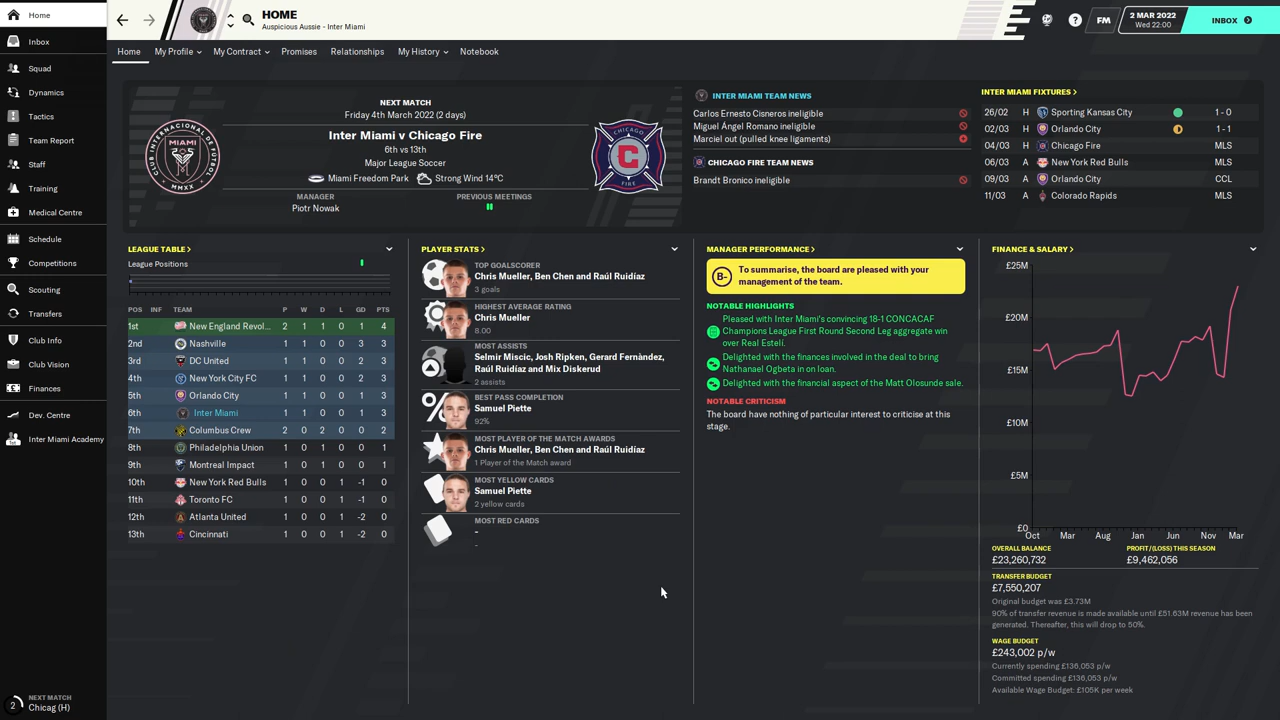 Home
Inbox
Squad
Dynamics
Tactics
Team Report
Staff
Training
Medical Centre
Schedule
Competitions
Scouting
Transfers
Club Info
Club Vision
Finances
Dev. Centre
Inter Miami Academy
2
NEXT MATCH
Chicag (H)
HOME
Auspicious Aussie - Inter Miami
? FM
2 MAR 2022
Wed 22:00
INBOX
Home My Profile My Contract Promises Relationships My History Notebook
NEXT MATCH
Friday 4th March 2022 (2 days)
Inter Miami v Chicago Fire
6th vs 13th
Major League Soccer
Miami Freedom Park Strong Wind 14°C
MANAGER
Piotr Nowak
PREVIOUS MEETINGS
CLUB INTERNACIONAL DE FÚTBOL
MIAMI
MMXX
CHICAGO
C
FIRE
INTER MIAMI TEAM NEWS
Carlos Ernesto Cisneros ineligible
Miguel Ángel Romano ineligible
Marciel out (pulled knee ligaments)
CHICAGO FIRE TEAM NEWS
Brandt Bronico ineligible
INTER MIAMI FIXTURES >
26/02 H Sporting Kansas City 1 - 0
02/03 H Orlando City 1 - 1
04/03 H Chicago Fire MLS
06/03 A New York Red Bulls MLS
09/03 A Orlando City CCL
11/03 A Colorado Rapids MLS
LEAGUE TABLE >
League Positions
POS INF TEAM P W D L GD PTS
1st New England Revol... 2 1 1 0 1 4
2nd Nashville 1 1 0 0 3 3
3rd DC United 1 1 0 0 2 3
4th New York City FC 1 1 0 0 2 3
5th Orlando City 1 1 0 0 1 3
6th Inter Miami 1 1 0 0 1 3
7th Columbus Crew 2 0 2 0 0 2
8th Philadelphia Union 1 0 1 0 0 1
9th Montreal Impact 1 0 1 0 0 1
10th New York Red Bulls 1 0 0 1 -1 0
11th Toronto FC 1 0 0 1 -1 0
12th Atlanta United 1 0 0 1 -2 0
13th Cincinnati 1 0 0 1 -2 0
PLAYER STATS >
TOP GOALSCORER
Chris Mueller, Ben Chen and Raúl Ruidíaz
3 goals
HIGHEST AVERAGE RATING
Chris Mueller
8.00
MOST ASSISTS
Selmir Miscic, Josh Ripken, Gerard Fernàndez,
Raúl Ruidíaz and Mix Diskerud
2 assists
BEST PASS COMPLETION
Samuel Piette
92%
MOST PLAYER OF THE MATCH AWARDS
Chris Mueller, Ben Chen and Raúl Ruidíaz
1 Player of the Match award
MOST YELLOW CARDS
Samuel Piette
2 yellow cards
MOST RED CARDS
-
-
MANAGER PERFORMANCE >
B-
To summarise, the board are pleased with your
management of the team.
NOTABLE HIGHLIGHTS
Pleased with Inter Miami's convincing 18-1 CONCACAF
Champions League First Round Second Leg aggregate win
over Real Estelí.
Delighted with the finances involved in the deal to bring
Nathanael Ogbeta in on loan.
Delighted with the financial aspect of the Matt Olosunde sale.
NOTABLE CRITICISM
The board have nothing of particular interest to criticise at this
stage.
FINANCE & SALARY >
£25M
£20M
£15M
£10M
£5M
£0
Oct Mar Aug Jan Jun Nov Mar
OVERALL BALANCE
£23,260,732
PROFIT/(LOSS) THIS SEASON
£9,462,056
TRANSFER BUDGET
£7,550,207
Original budget was £3.73M
90% of transfer revenue is made available until £51.63M revenue has been
generated. Thereafter, this will drop to 50%.
WAGE BUDGET
£243,002 p/w
Currently spending £136,053 p/w
Committed spending £136,053 p/w
Available Wage Budget: £105K per week